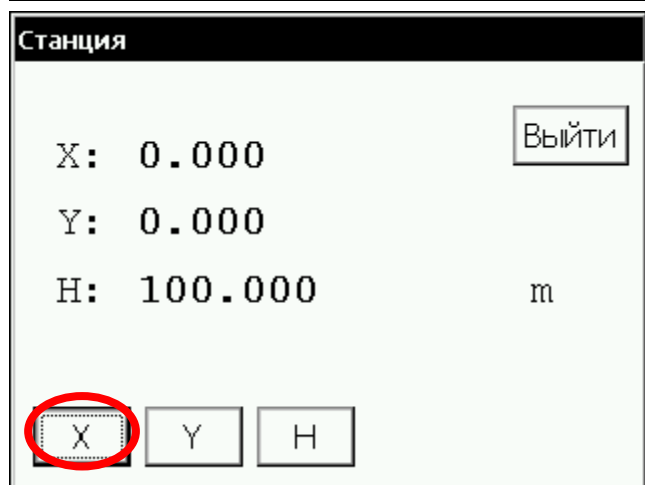 Станция
Выйти
X: 0.000
Y: 0.000
H: 100.000 m
X Y H